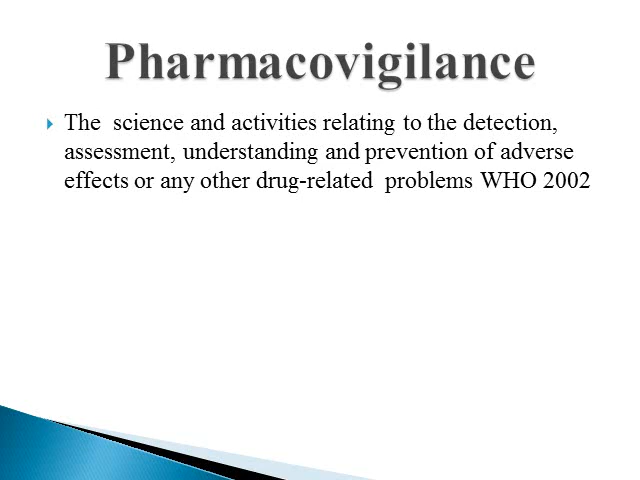 Pharmacovigilance
The  science and activities relating to the detection,
assessment, understanding and prevention of adverse
effects or any other drug-related  problems WHO 2002